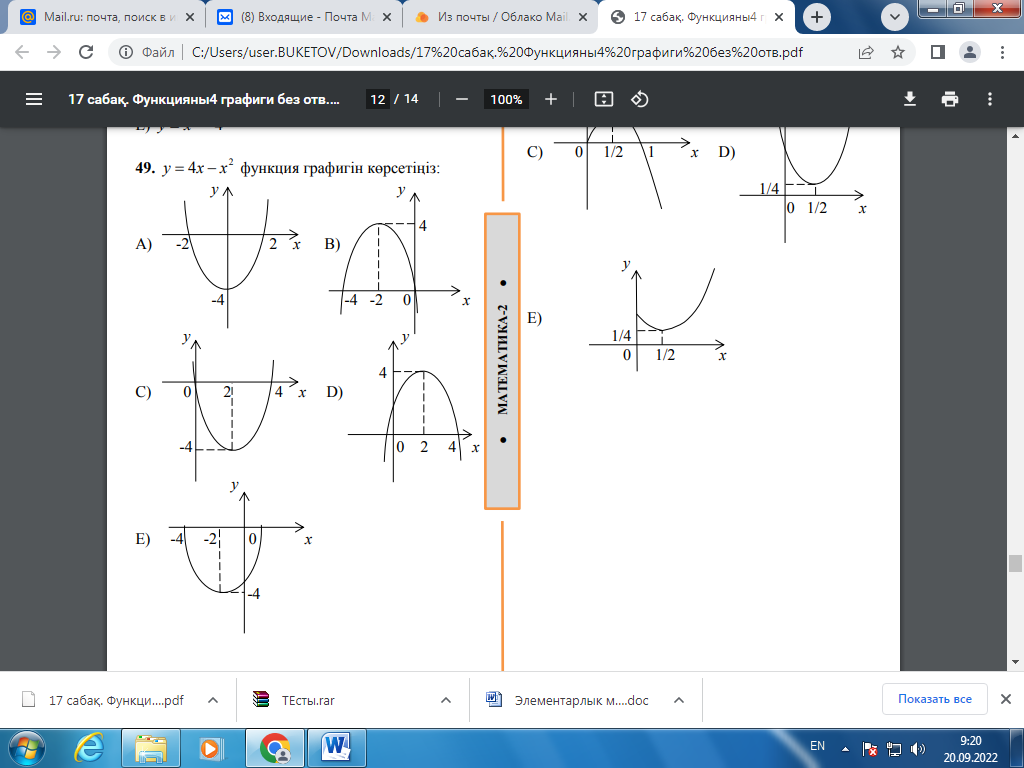 Mail.ru: почта, поиск в и
(8) Входящие - Почта Ma
Из почты / Облако Mail.
17 сабақ. Функцияны4 г
Файл
C:/Users/user.BUKETOV/Downloads/17%20сабақ.%20Функцияны4%20графиги%20без%20отв.pdf
17 сабақ. Функцияны4 графиги без отв....
12 / 14
100%
49. y = 4x − x² функция графигін көрсетіңіз:
A) y -2 2 x -4
B) y 4 -4 -2 0 x
C) y 0 2 4 x -4
D) y 4 0 2 4 x
E) y -4 -2 0 x -4
МАТЕМАТИКА-2
C) 0 1/2 1 x
D) 1/4 0 1/2 x
E) y 1/4 0 1/2 x
17 сабақ. Функци....pdf
ТЕсты.rar
Элементарлык м....doc
Показать все
EN
9:20
20.09.2022